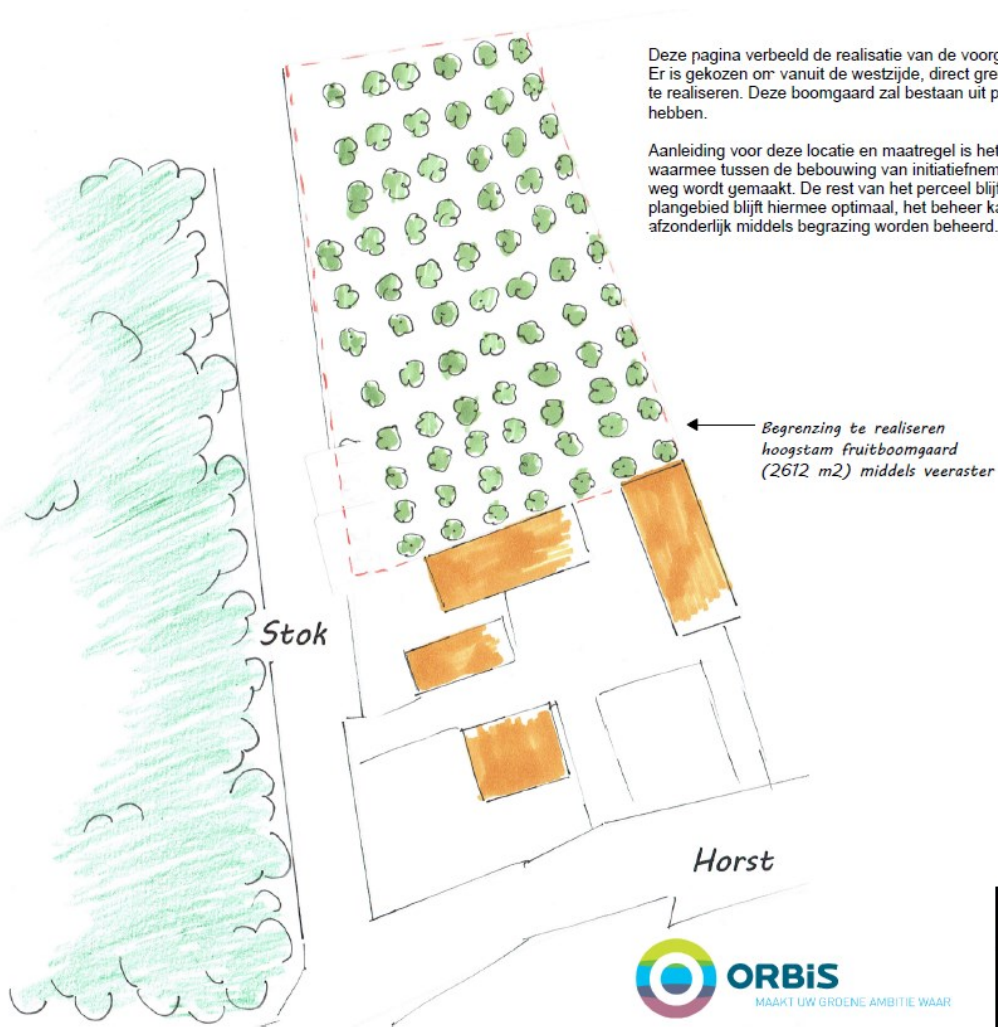 Deze pagina verbeeld de realisatie van de voorg
Er is gekozen om vanuit de westzijde, direct gre
te realiseren. Deze boomgaard zal bestaan uit p
hebben.
Aanleiding voor deze locatie en maatregel is het
waarmee tussen de bebouwing van initiatiefnem
weg wordt gemaakt. De rest van het perceel blijf
plangebied blijft hiermee optimaal, het beheer ka
afzonderlijk middels begrazing worden beheerd.
Begrenzing te realiseren
hoogstam fruitboomgaard
(2612 m2) middels veeraster
Stok
Horst
ORBiS
MAAKT UW GROENE AMBITIE WAAR